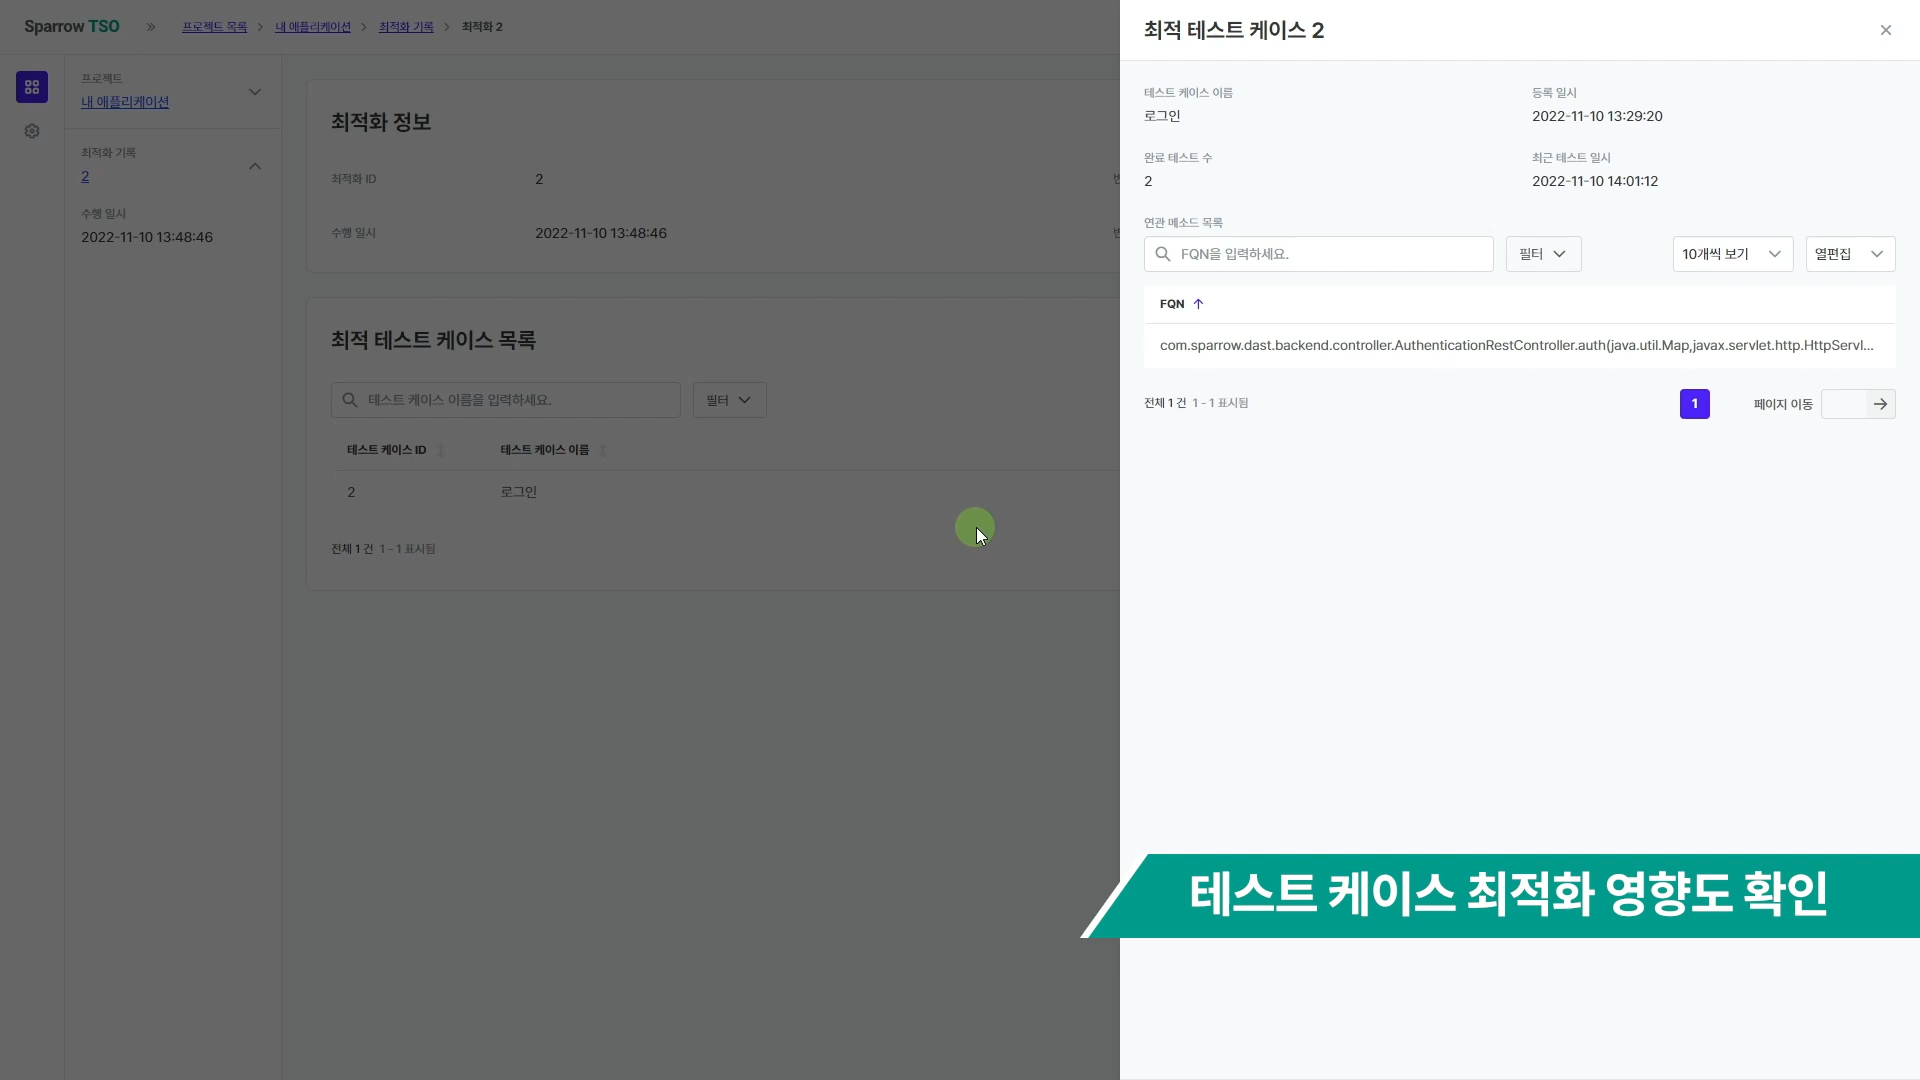 Sparrow TSO
프로젝트 목록 > 내 애플리케이션 > 최적화 기록 > 최적화 2
프로젝트
내 애플리케이션
최적화 기록
2
수행 일시
2022-11-10 13:48:46
최적화 정보
최적화 ID 2
수행 일시 2022-11-10 13:48:46
최적 테스트 케이스 목록
테스트 케이스 이름을 입력하세요. 필터
테스트 케이스 ID 테스트 케이스 이름
2 로그인
전체 1 건 1 - 1 표시됨
최적 테스트 케이스 2
테스트 케이스 이름 등록 일시
로그인 2022-11-10 13:29:20
완료 테스트 수 최근 테스트 일시
2 2022-11-10 14:01:12
연관 메소드 목록
FQN을 입력하세요. 필터 10개씩 보기 열편집
FQN
com.sparrow.dast.backend.controller.AuthenticationRestController.auth(java.util.Map,javax.servlet.http.HttpServl...
전체 1 건 1 - 1 표시됨 1 페이지 이동
테스트 케이스 최적화 영향도 확인